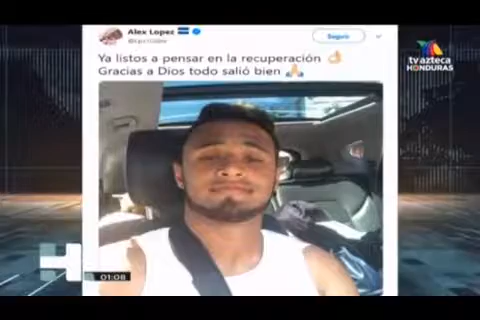 Alex Lopez
Seguir
Ya listos a pensar en la recuperación 👌
Gracias a Dios todo salió bien 🙏
tv azteca
HONDURAS
H
01:08